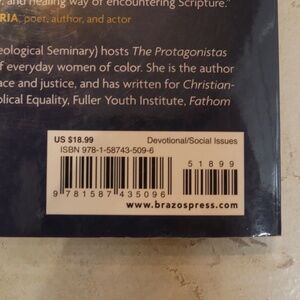 and healing way of encountering Scripture."
RIA, poet, author, and actor
eological Seminary) hosts The Protagonistas
f everyday women of color. She is the author
ace and justice, and has written for Christian-
blical Equality, Fuller Youth Institute, Fathom
US $18.99 Devotional/Social Issues
ISBN 978-1-58743-509-6
51899
9 781587 435096
www.brazospress.com